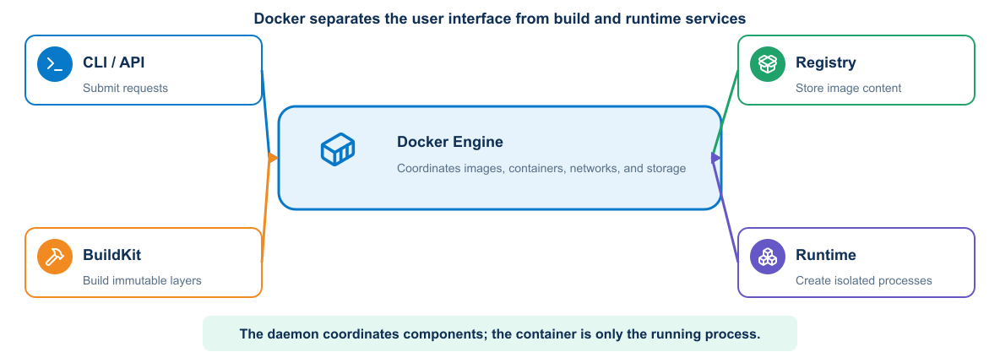 Docker separates the user interface from build and runtime services
CLI / API
Submit requests
Registry
Store image content
Docker Engine
Coordinates images, containers, networks, and storage
BuildKit
Build immutable layers
Runtime
Create isolated processes
The daemon coordinates components; the container is only the running process.